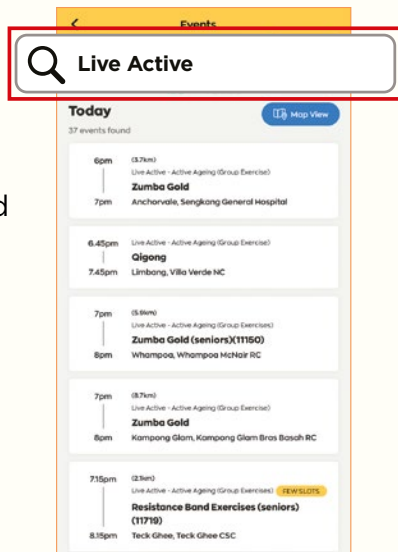 Events
Live Active
Today
Map View
37 events found
6pm
(3.7km)
Live Active - Active Ageing (Group Exercise)
Zumba Gold
7pm
Anchorvale, Sengkang General Hospital
6.45pm
Live Active - Active Ageing (Group Exercise)
Qigong
7.45pm
Limbang, Villa Verde NC
7pm
(5.9km)
Live Active - Active Ageing (Group Exercises)
Zumba Gold (seniors)(11150)
8pm
Whampoa, Whampoa McNair RC
7pm
(8.7km)
Live Active - Active Ageing (Group Exercise)
Zumba Gold
8pm
Kampong Glam, Kampong Glam Bras Basah RC
7.15pm
(2.1km)
Live Active - Active Ageing (Group Exercises) FEW SLOTS
Resistance Band Exercises (seniors)
(11719)
8.15pm
Teck Ghee, Teck Ghee CSC